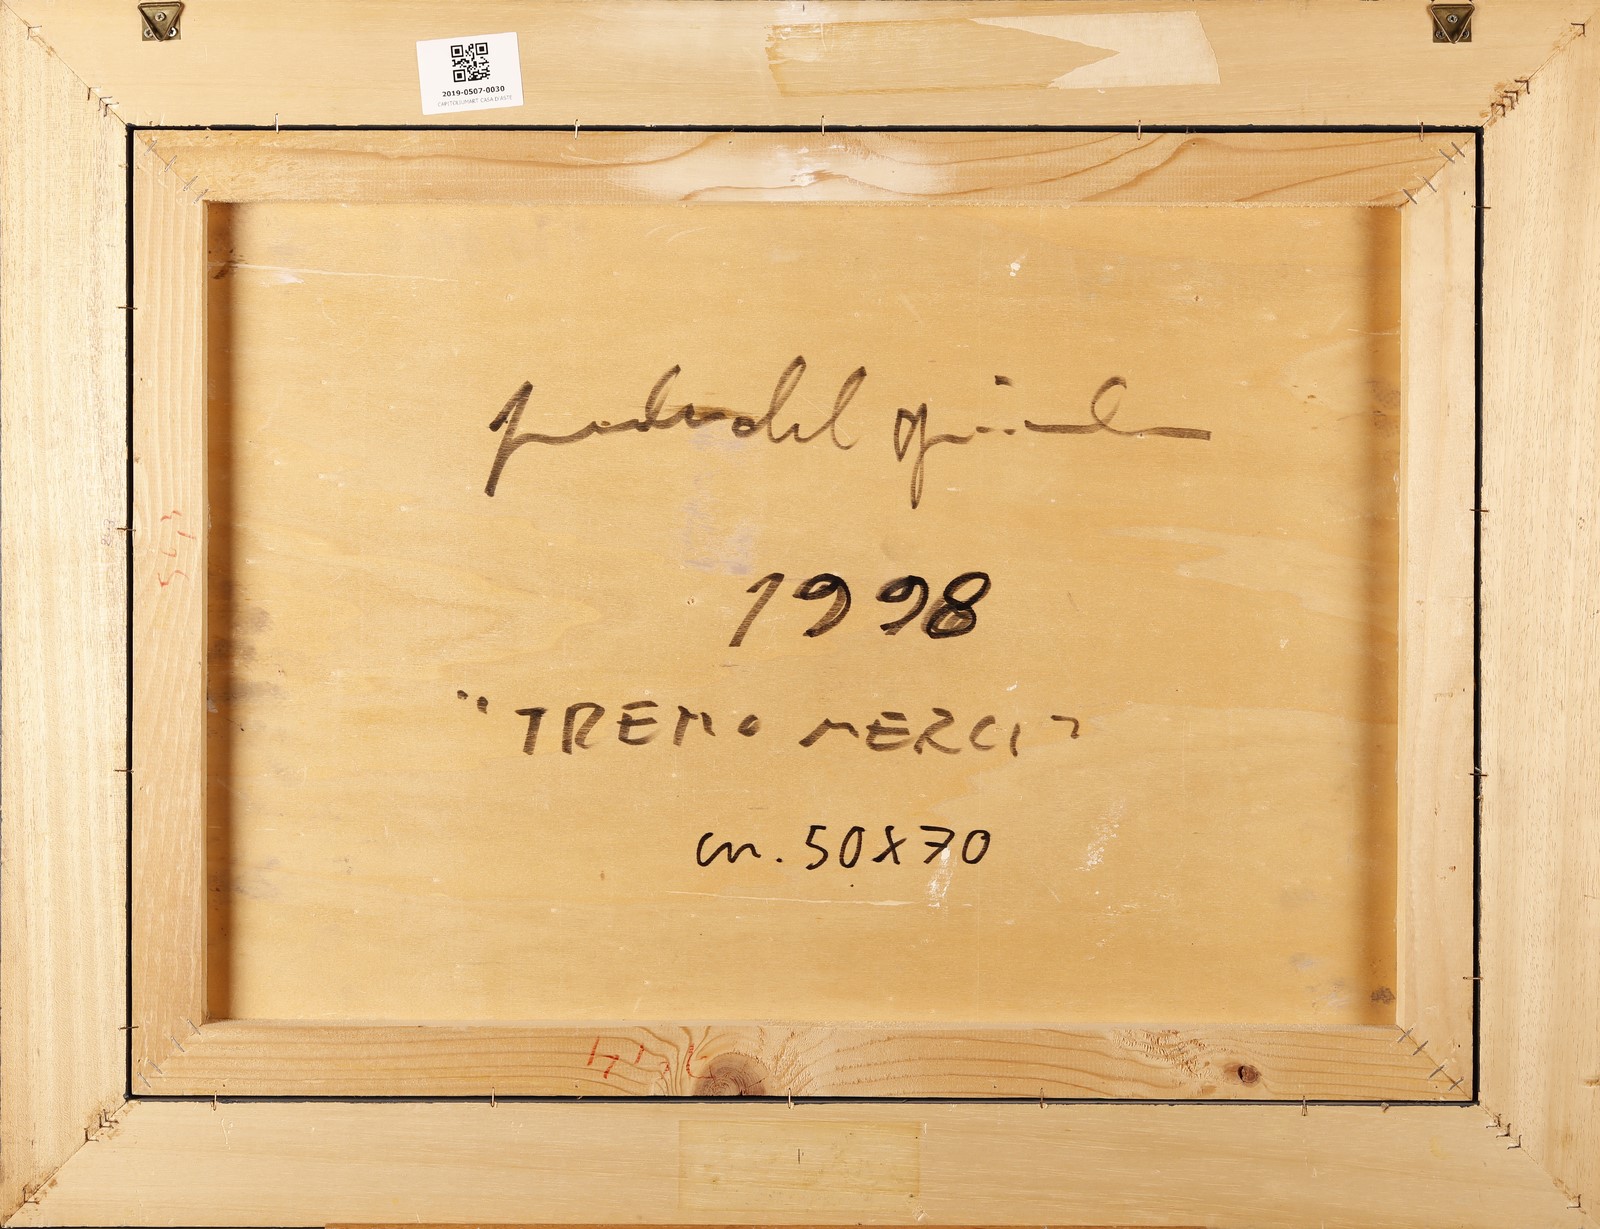 2019-0507-0030
CAPITOLIUMART CASA D'ASTE
1998
"TRENO MERCI"
cm. 50x70